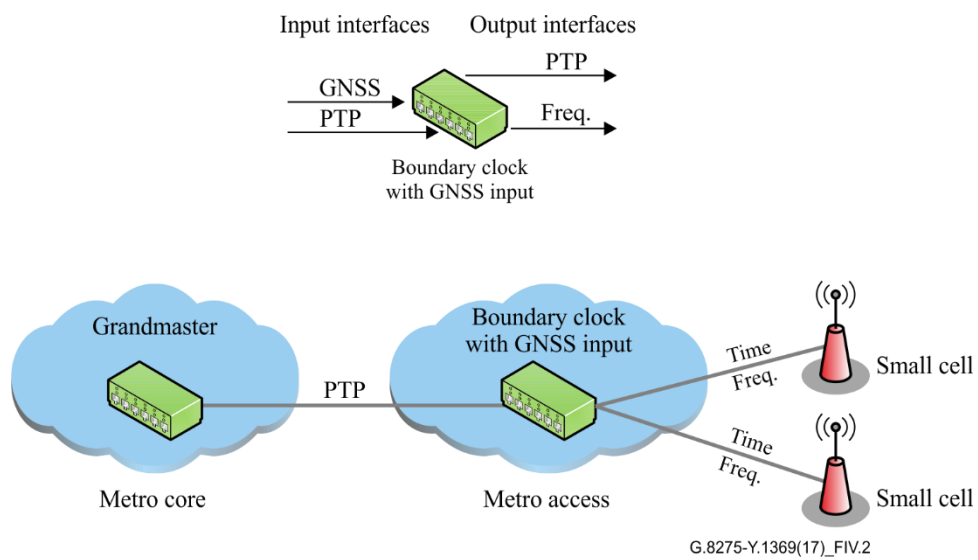 Input interfaces
Output interfaces
PTP
GNSS
PTP
Freq.
Boundary clock
with GNSS input
Grandmaster
Boundary clock
with GNSS input
PTP
Time
Freq.
Small cell
Time
Freq.
Small cell
Metro core
Metro access
G.8275-Y.1369(17)_FIV.2